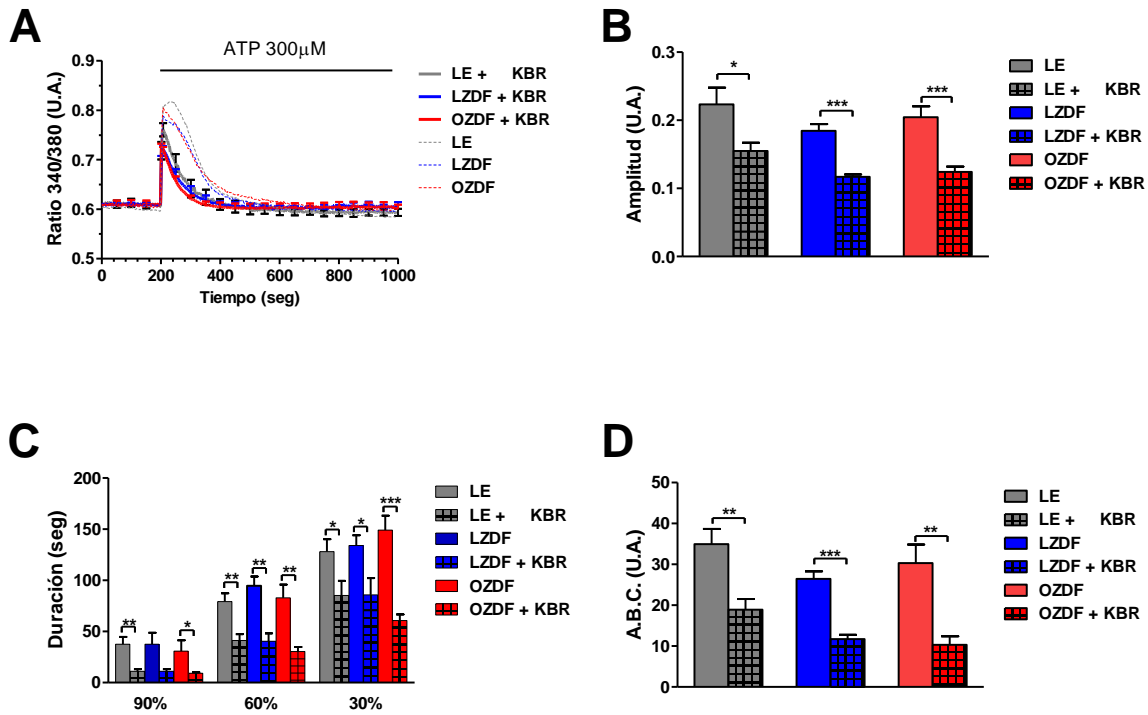 A
ATP 300μM
Ratio 340/380 (U.A.)
0.9
0.8
0.7
0.6
0.5
0
200
400
600
800
1000
Tiempo (seg)
LE + KBR
LZDF + KBR
OZDF + KBR
LE
LZDF
OZDF
B
Amplitud (U.A.)
0.3
0.2
0.1
0.0
*
***
***
LE
LE + KBR
LZDF
LZDF + KBR
OZDF
OZDF + KBR
C
Duración (seg)
200
150
100
50
0
**
*
**
**
**
*
*
***
90%
60%
30%
LE
LE + KBR
LZDF
LZDF + KBR
OZDF
OZDF + KBR
D
A.B.C. (U.A.)
50
40
30
20
10
0
**
***
**
LE
LE + KBR
LZDF
LZDF + KBR
OZDF
OZDF + KBR